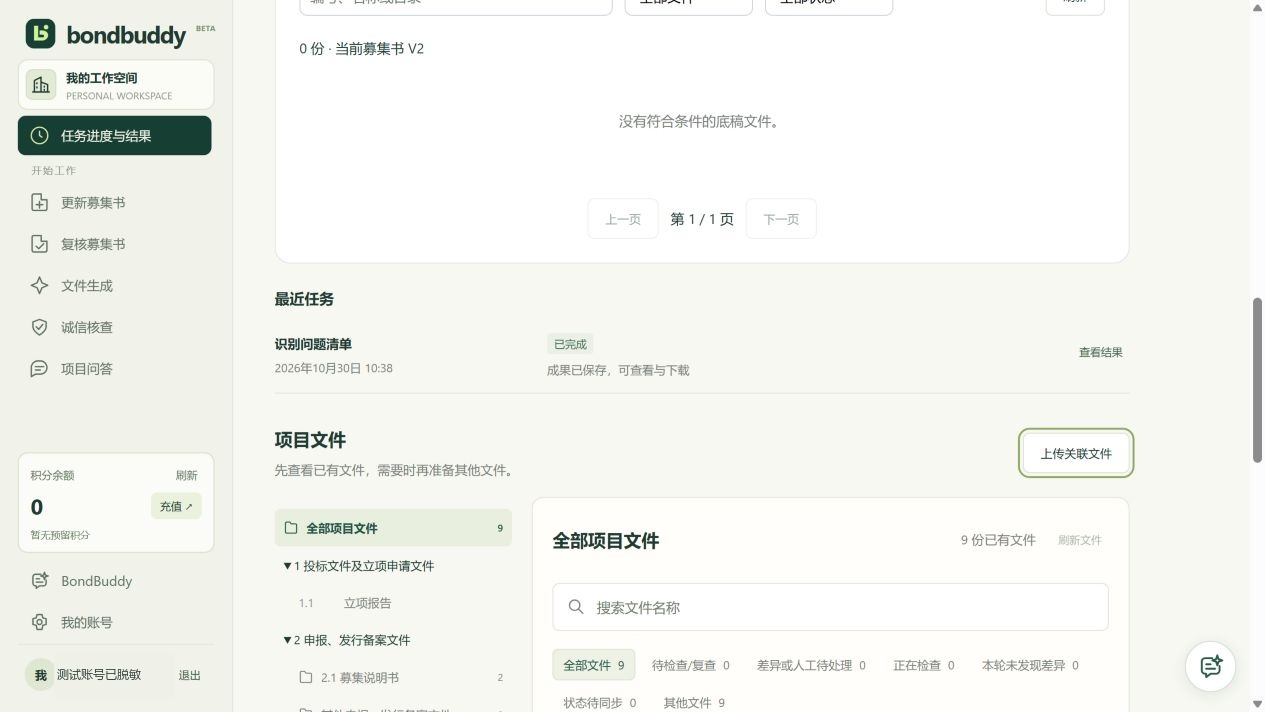 bondbuddy BETA
我的工作空间
PERSONAL WORKSPACE
任务进度与结果
开始工作
更新募集书
复核募集书
文件生成
诚信核查
项目问答
积分余额 刷新
0 充值 ↗
暂无预留积分
BondBuddy
我的账号
我 测试账号已脱敏 退出
0 份 · 当前募集书 V2
没有符合条件的底稿文件。
上一页 第 1 / 1 页 下一页
最近任务
识别问题清单 已完成
2026年10月30日 10:38 成果已保存，可查看与下载 查看结果
项目文件
先查看已有文件，需要时再准备其他文件。
上传关联文件
全部项目文件 9
▼1 投标文件及立项申请文件
1.1 立项报告
▼2 申报、发行备案文件
2.1 募集说明书 2
全部项目文件 9 份已有文件 刷新文件
搜索文件名称
全部文件 9 待检查/复查 0 差异或人工待处理 0 正在检查 0 本轮未发现差异 0
状态待同步 0 其他文件 9